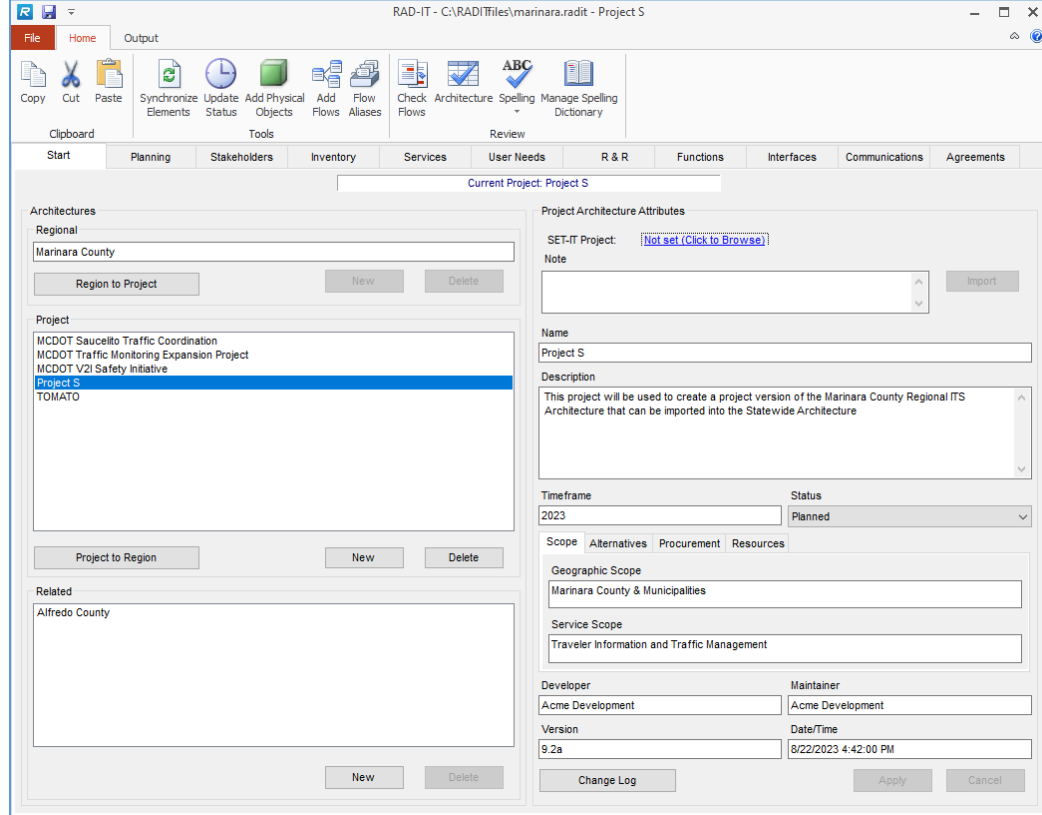 RAD-IT - C:\RADITfiles\marinara.radit - Project S
File Home Output
Copy Cut Paste Synchronize Elements Update Status Add Physical Objects Add Flows Flow Aliases Check Flows Architecture Spelling Manage Spelling Dictionary
ABC
Clipboard Tools Review
Start Planning Stakeholders Inventory Services User Needs R & R Functions Interfaces Communications Agreements
Current Project: Project S
Architectures
Regional
Marinara County
Region to Project New Delete
Project
MCDOT Saucelito Traffic Coordination
MCDOT Traffic Monitoring Expansion Project
MCDOT V2I Safety Initiative
Project S
TOMATO
Project to Region New Delete
Related
Alfredo County
New Delete
Project Architecture Attributes
SET-IT Project: Not set (Click to Browse)
Note
Import
Name
Project S
Description
This project will be used to create a project version of the Marinara County Regional ITS
Architecture that can be imported into the Statewide Architecture
Timeframe Status
2023 Planned
Scope Alternatives Procurement Resources
Geographic Scope
Marinara County & Municipalities
Service Scope
Traveler Information and Traffic Management
Developer Maintainer
Acme Development Acme Development
Version Date/Time
9.2a 8/22/2023 4:42:00 PM
Change Log Apply Cancel